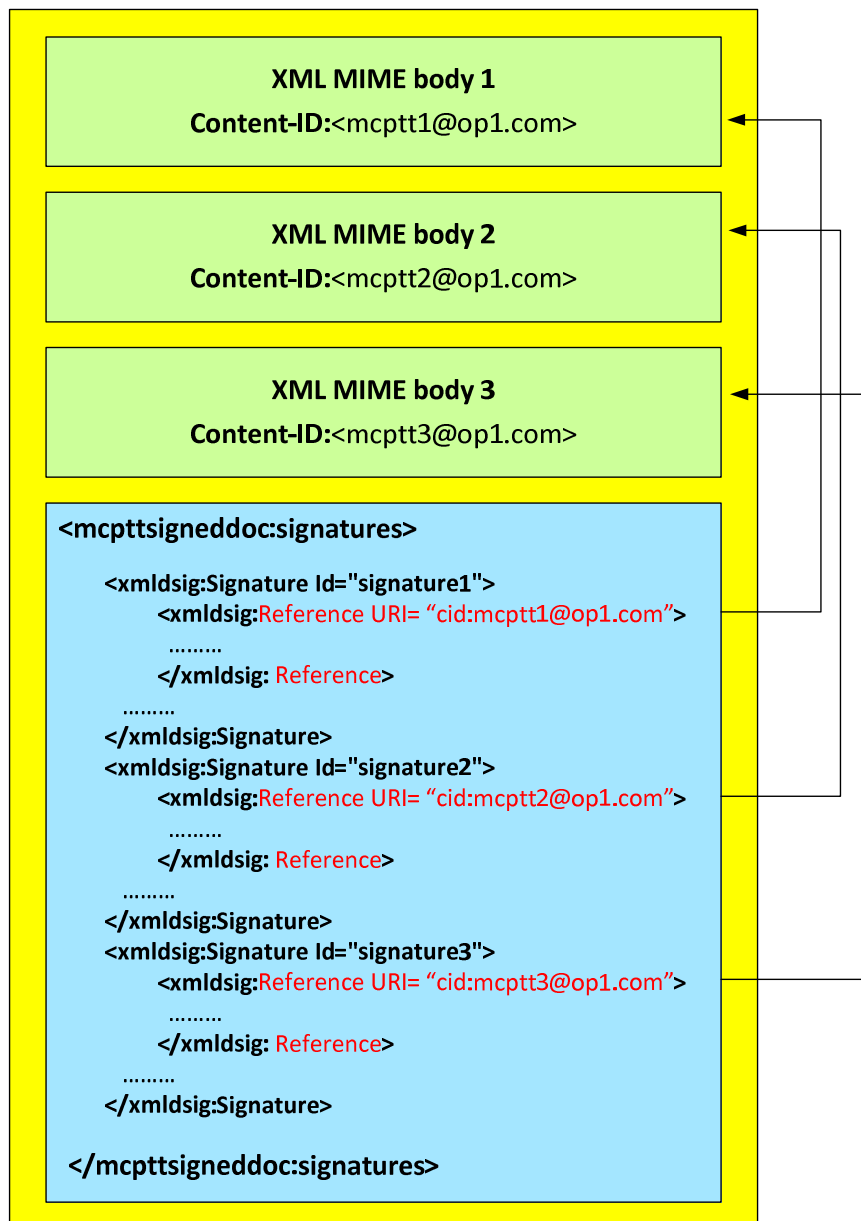 XML MIME body 1
Content-ID:<mcptt1@op1.com>
XML MIME body 2
Content-ID:<mcptt2@op1.com>
XML MIME body 3
Content-ID:<mcptt3@op1.com>
<mcpttsigneddoc:signatures>
<xmldsig:Signature Id="signature1">
<xmldsig:Reference URI= “cid:mcptt1@op1.com”>
.........
</xmldsig: Reference>
.........
</xmldsig:Signature>
<xmldsig:Signature Id="signature2">
<xmldsig:Reference URI= “cid:mcptt2@op1.com”>
.........
</xmldsig: Reference>
.........
</xmldsig:Signature>
<xmldsig:Signature Id="signature3">
<xmldsig:Reference URI= “cid:mcptt3@op1.com”>
.........
</xmldsig: Reference>
.........
</xmldsig:Signature>
</mcpttsigneddoc:signatures>